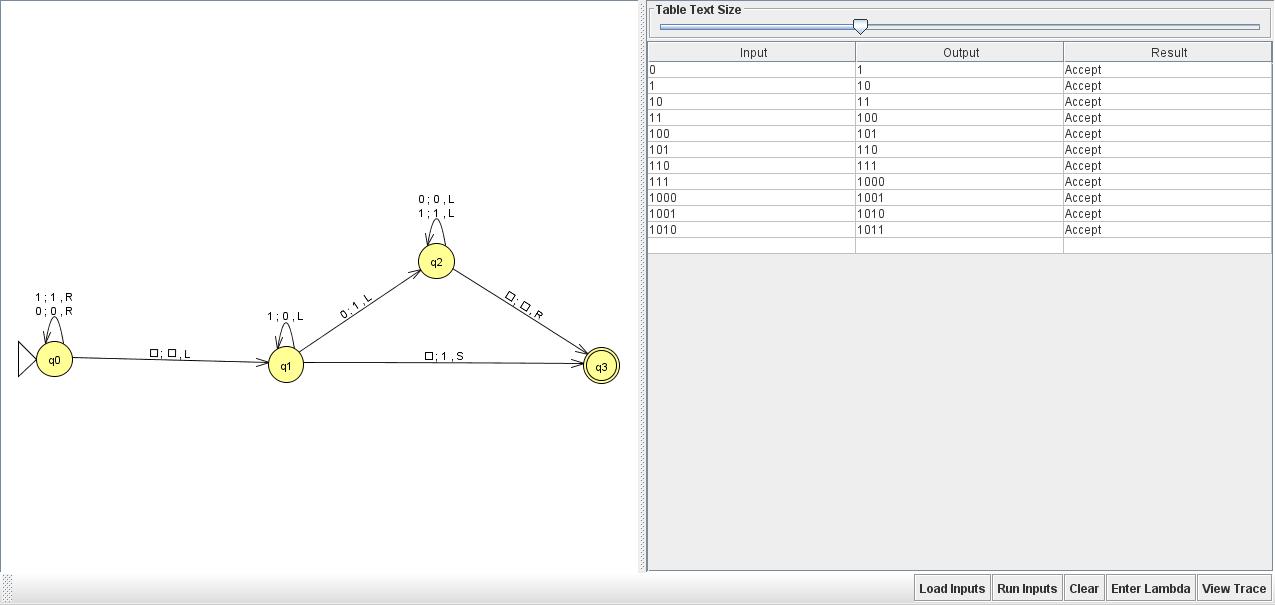 0 ; 0 , L
1 ; 1 , L
q2
1 ; 1 , R
0 ; 0 , R
q0
□ ; □ , L
1 ; 0 , L
q1
0 ; 1 , L
□ ; □ , R
□ ; 1 , S
q3
Table Text Size
Input Output Result
0 1 Accept
1 10 Accept
10 11 Accept
11 100 Accept
100 101 Accept
101 110 Accept
110 111 Accept
111 1000 Accept
1000 1001 Accept
1001 1010 Accept
1010 1011 Accept
Load Inputs Run Inputs Clear Enter Lambda View Trace